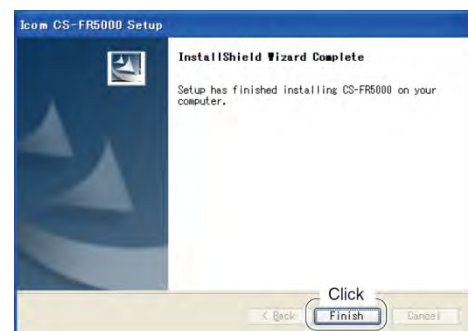 Icom CS-FR5000 Setup
InstallShield Wizard Complete
Setup has finished installing CS-FR5000 on your
computer.
Click
< Back Finish Cancel